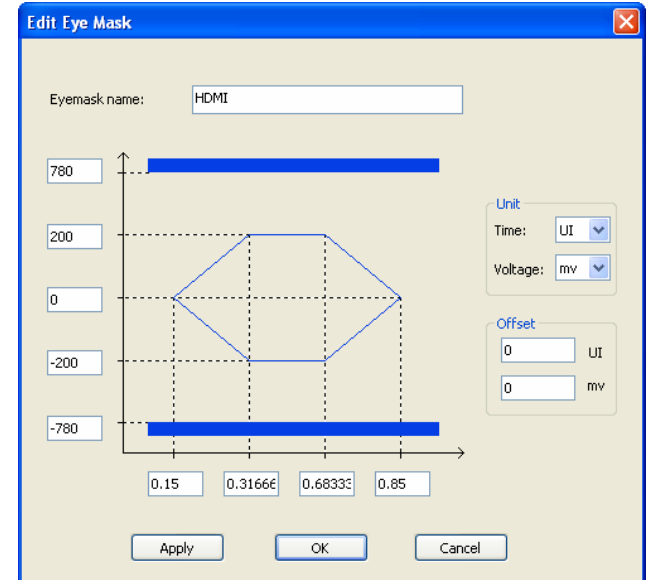 Edit Eye Mask
Eyemask name: HDMI
780
200
0
-200
-780
0.15 0.31666 0.68333 0.85
Unit
Time: UI
Voltage: mv
Offset
0 UI
0 mv
Apply OK Cancel